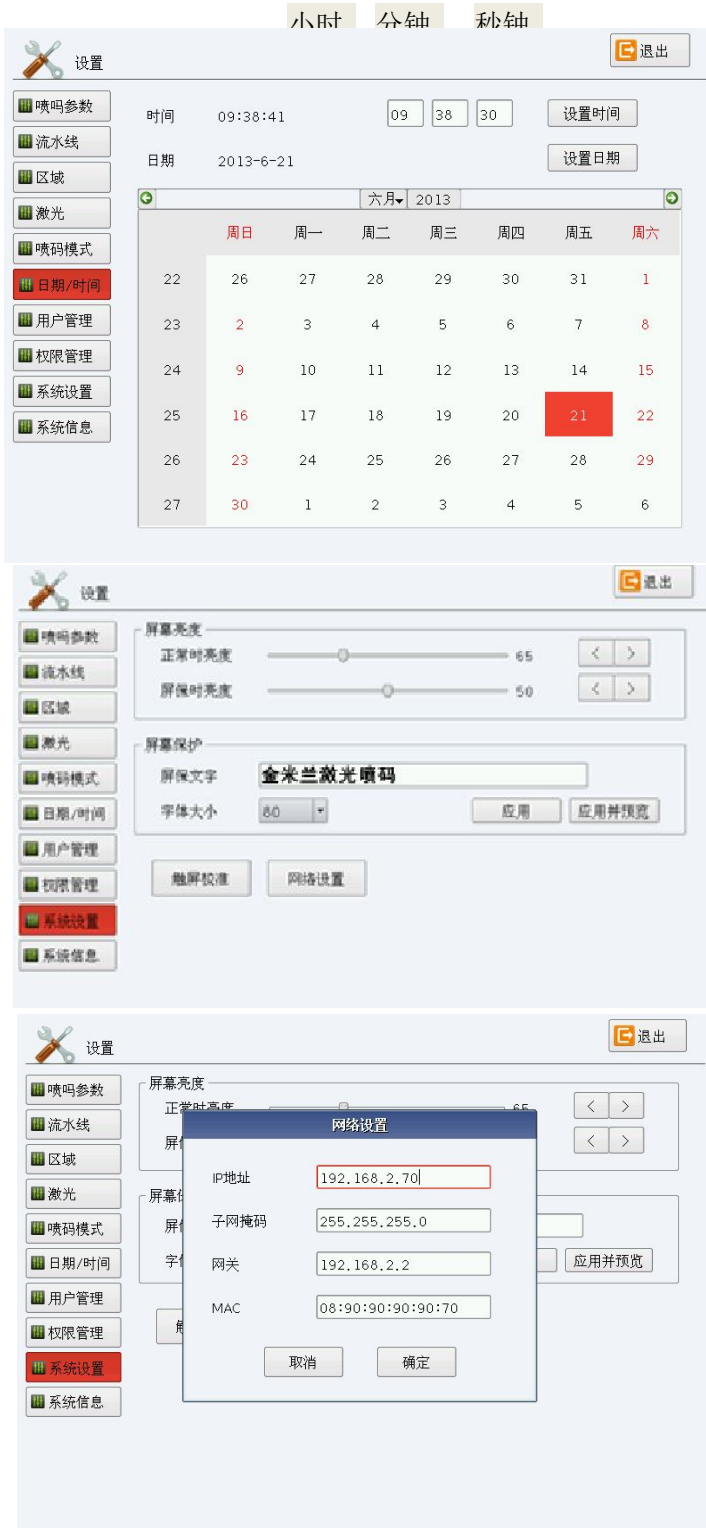 小时 分钟 秒钟
设置 退出
喷吗参数
流水线
区域
激光
喷码模式
日期/时间
用户管理
权限管理
系统设置
系统信息
时间 09:38:41 09 38 30 设置时间
日期 2013-6-21 设置日期
六月 2013
周日 周一 周二 周三 周四 周五 周六
22 26 27 28 29 30 31 1
23 2 3 4 5 6 7 8
24 9 10 11 12 13 14 15
25 16 17 18 19 20 21 22
26 23 24 25 26 27 28 29
27 30 1 2 3 4 5 6
设置 退出
喷吗参数
流水线
区域
激光
喷码模式
日期/时间
用户管理
权限管理
系统设置
系统信息
屏幕亮度
正常时亮度 65 < >
屏保时亮度 50 < >
屏幕保护
屏保文字 金米兰激光喷码
字体大小 80 应用 应用并预览
触屏校准 网络设置
设置 退出
喷吗参数
流水线
区域
激光
喷码模式
日期/时间
用户管理
权限管理
系统设置
系统信息
屏幕亮度
正常时亮度 65 < >
屏 < >
屏幕
屏
字 应用并预览
网络设置
IP地址 192.168.2.70
子网掩码 255.255.255.0
网关 192.168.2.2
MAC 08:90:90:90:90:70
取消 确定